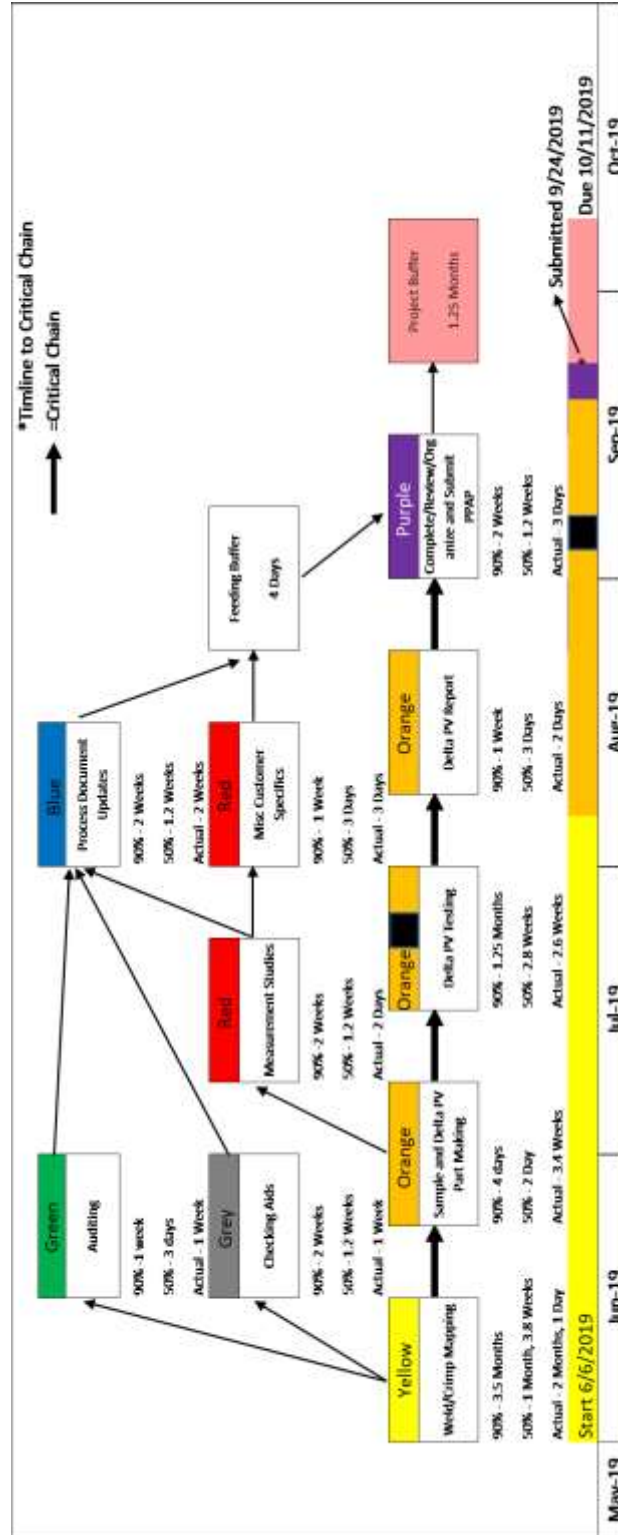 *Timline to Critical Chain
=Critical Chain
Green
Auditing
90% -1 week
50% - 3 days
Actual - 1 Week
Blue
Process Document
Updates
90% - 2 Weeks
50% - 1.2 Weeks
Actual - 2 Weeks
Grey
Checking Aids
90% - 2 Weeks
50% - 1.2 Weeks
Actual - 1 Week
Red
Measurement Studies
90% - 2 Weeks
50% - 1.2 Weeks
Actual - 2 Days
Red
Misc Customer
Specifics
90% - 1 Week
50% - 3 Days
Actual - 3 Days
Feeding Buffer
4 Days
Yellow
Weld/Crimp Mapping
90% - 3.5 Months
50% - 1 Month, 3.8 Weeks
Actual - 2 Months, 1 Day
Orange
Sample and Delta PV
Part Making
90% - 4 days
50% - 2 Day
Actual - 3.4 Weeks
Orange
Delta PV Testing
90% - 1.25 Months
50% - 2.8 Weeks
Actual - 2.6 Weeks
Orange
Delta PV Report
90% - 1 Week
50% - 3 Days
Actual - 2 Days
Purple
Complete/Review/Org
anize and Submit
PPAP
90% - 2 Weeks
50% - 1.2 Weeks
Actual - 3 Days
Project Buffer
1.25 Months
Submitted 9/24/2019
Start 6/6/2019
Due 10/11/2019
May-19
Jun-19
Jul-19
Aug-19
Sep-19
Oct-19